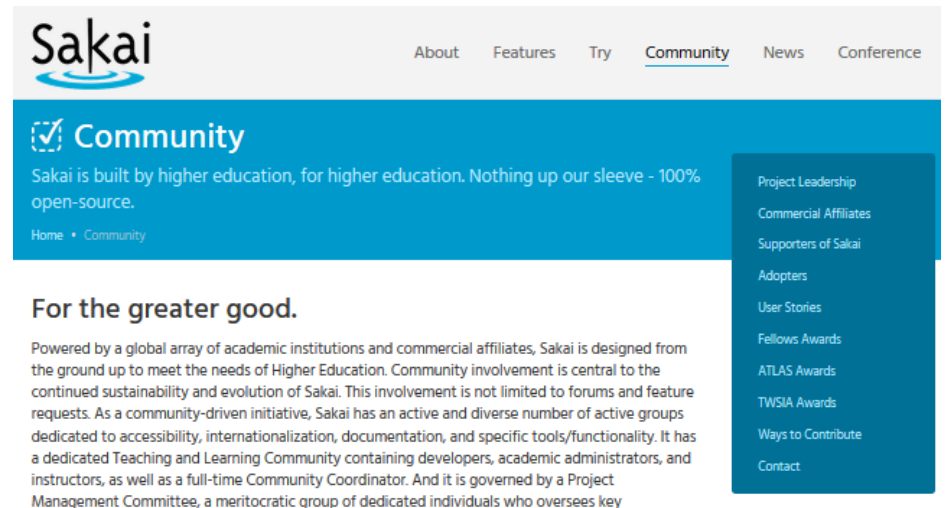 Sakai
About Features Try Community News Conference
Community
Sakai is built by higher education, for higher education. Nothing up our sleeve - 100%
open-source.
Home • Community
Project Leadership
Commercial Affiliates
Supporters of Sakai
Adopters
User Stories
Fellows Awards
ATLAS Awards
TWSIA Awards
Ways to Contribute
Contact
For the greater good.
Powered by a global array of academic institutions and commercial affiliates, Sakai is designed from
the ground up to meet the needs of Higher Education. Community involvement is central to the
continued sustainability and evolution of Sakai. This involvement is not limited to forums and feature
requests. As a community-driven initiative, Sakai has an active and diverse number of active groups
dedicated to accessibility, internationalization, documentation, and specific tools/functionality. It has
a dedicated Teaching and Learning Community containing developers, academic administrators, and
instructors, as well as a full-time Community Coordinator. And it is governed by a Project
Management Committee, a meritocratic group of dedicated individuals who oversees key